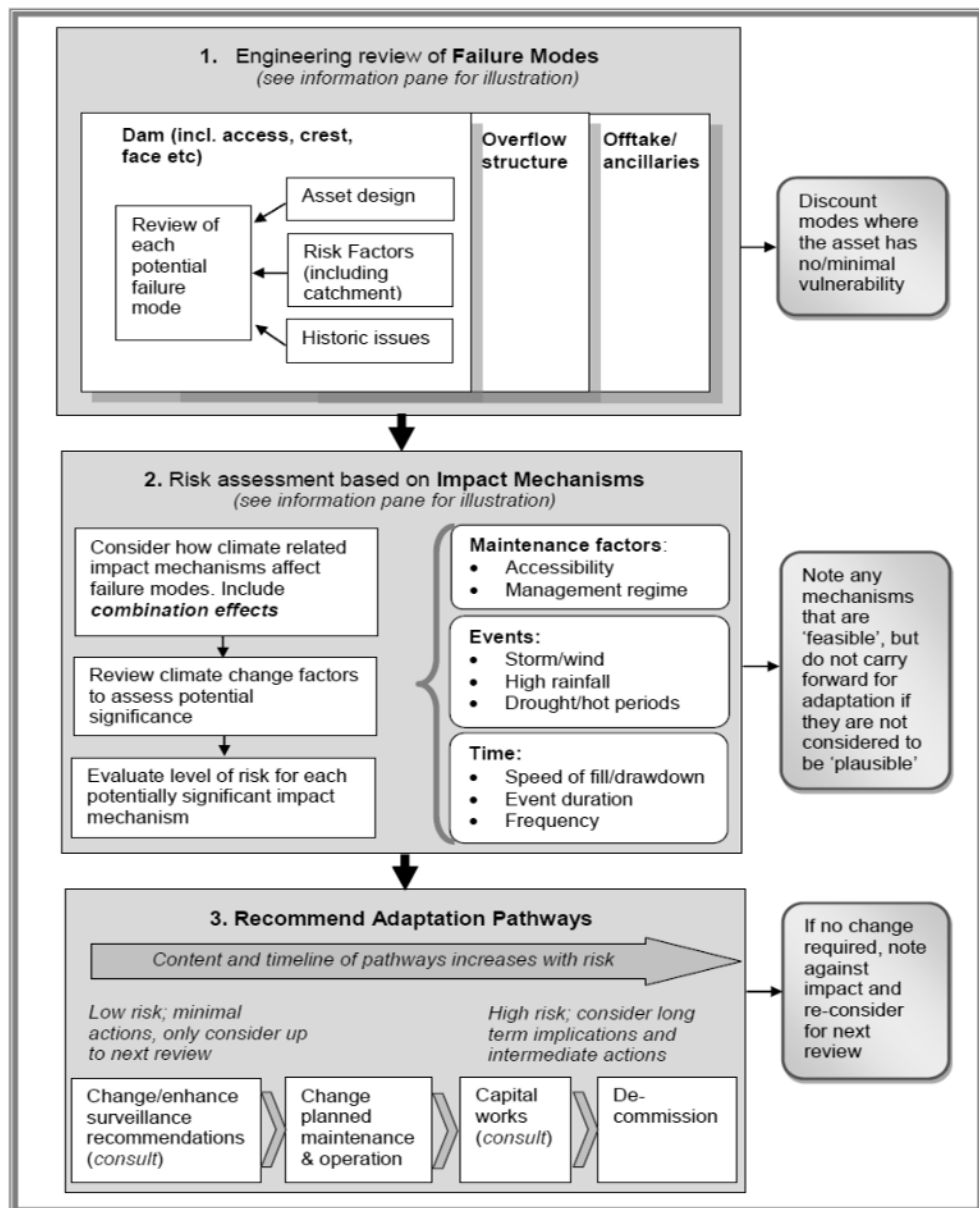 1. Engineering review of Failure Modes
(see information pane for illustration)
Dam (incl. access, crest,
face etc)
Review of
each
potential
failure
mode
Asset design
Risk Factors
(including
catchment)
Historic issues
Overflow
structure
Offtake/
ancillaries
Discount
modes where
the asset has
no/minimal
vulnerability
2. Risk assessment based on Impact Mechanisms
(see information pane for illustration)
Consider how climate related
impact mechanisms affect
failure modes. Include
combination effects
Review climate change factors
to assess potential
significance
Evaluate level of risk for each
potentially significant impact
mechanism
Maintenance factors:
• Accessibility
• Management regime
Events:
• Storm/wind
• High rainfall
• Drought/hot periods
Time:
• Speed of fill/drawdown
• Event duration
• Frequency
Note any
mechanisms
that are
‘feasible’, but
do not carry
forward for
adaptation if
they are not
considered to
be ‘plausible’
3. Recommend Adaptation Pathways
Content and timeline of pathways increases with risk
Low risk; minimal
actions, only consider up
to next review
High risk; consider long
term implications and
intermediate actions
Change/enhance
surveillance
recommendations
(consult)
Change
planned
maintenance
& operation
Capital
works
(consult)
De-
commission
If no change
required, note
against
impact and
re-consider
for next
review